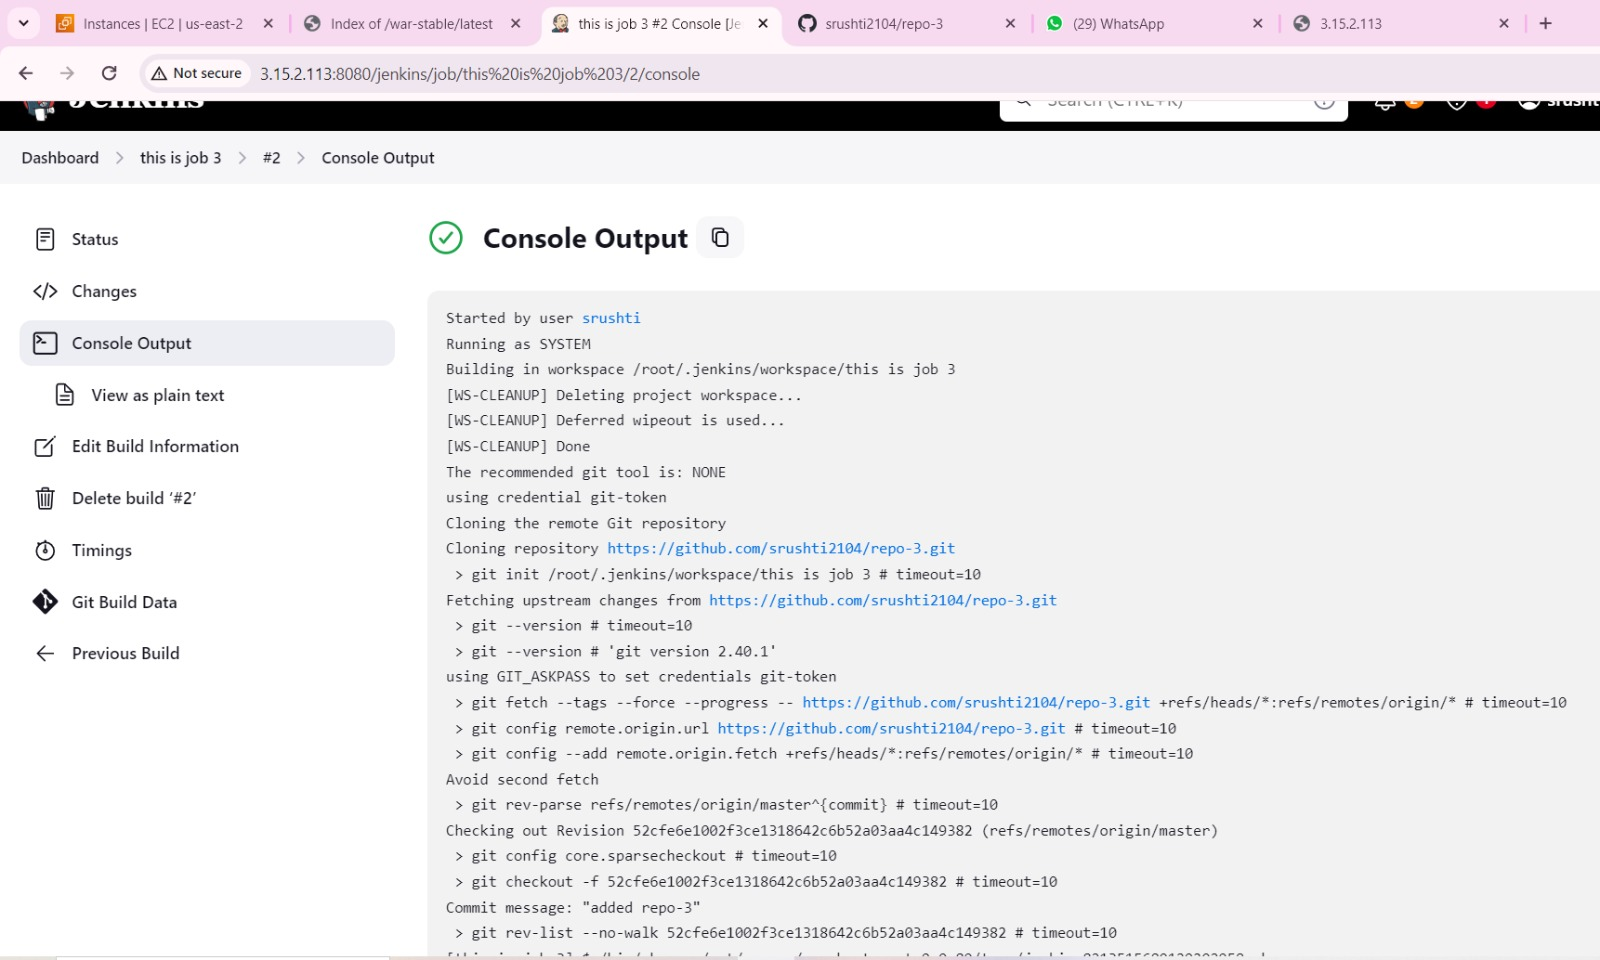 Instances | EC2 | us-east-2
Index of /war-stable/latest
this is job 3 #2 Console [Je
srushti2104/repo-3
(29) WhatsApp
3.15.2.113
Not secure
3.15.2.113:8080/jenkins/job/this%20is%20job%203/2/console
Jenkins
Search (CTRL+K)
srusht
Dashboard
this is job 3
#2
Console Output
Status
Changes
Console Output
View as plain text
Edit Build Information
Delete build ‘#2’
Timings
Git Build Data
Previous Build
Console Output
Started by user srushti
Running as SYSTEM
Building in workspace /root/.jenkins/workspace/this is job 3
[WS-CLEANUP] Deleting project workspace...
[WS-CLEANUP] Deferred wipeout is used...
[WS-CLEANUP] Done
The recommended git tool is: NONE
using credential git-token
Cloning the remote Git repository
Cloning repository https://github.com/srushti2104/repo-3.git
> git init /root/.jenkins/workspace/this is job 3 # timeout=10
Fetching upstream changes from https://github.com/srushti2104/repo-3.git
> git --version # timeout=10
> git --version # 'git version 2.40.1'
using GIT_ASKPASS to set credentials git-token
> git fetch --tags --force --progress -- https://github.com/srushti2104/repo-3.git +refs/heads/*:refs/remotes/origin/* # timeout=10
> git config remote.origin.url https://github.com/srushti2104/repo-3.git # timeout=10
> git config --add remote.origin.fetch +refs/heads/*:refs/remotes/origin/* # timeout=10
Avoid second fetch
> git rev-parse refs/remotes/origin/master^{commit} # timeout=10
Checking out Revision 52cfe6e1002f3ce1318642c6b52a03aa4c149382 (refs/remotes/origin/master)
> git config core.sparsecheckout # timeout=10
> git checkout -f 52cfe6e1002f3ce1318642c6b52a03aa4c149382 # timeout=10
Commit message: "added repo-3"
> git rev-list --no-walk 52cfe6e1002f3ce1318642c6b52a03aa4c149382 # timeout=10